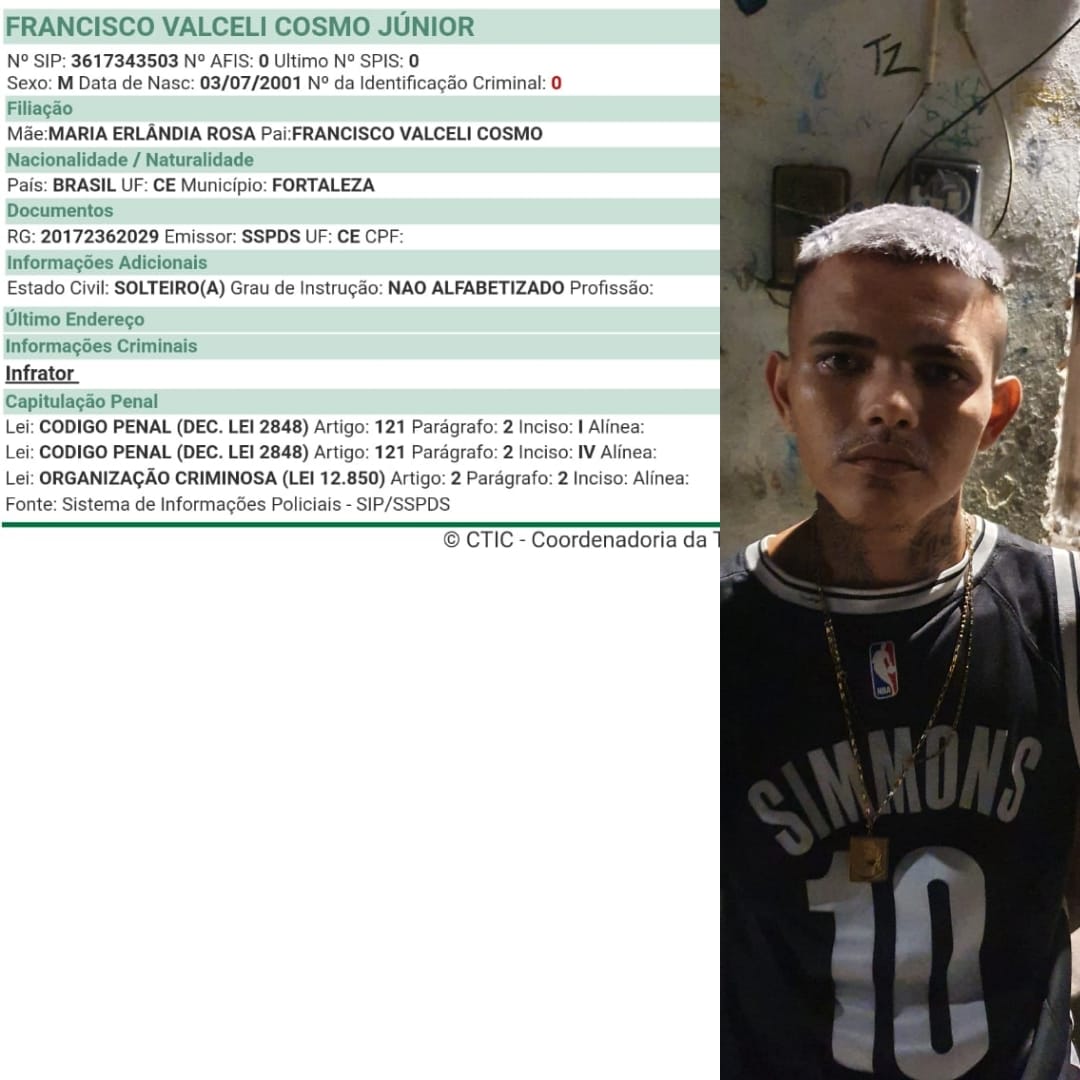 FRANCISCO VALCELI COSMO JÚNIOR
Nº SIP: 3617343503 Nº AFIS: 0 Ultimo Nº SPIS: 0
Sexo: M Data de Nasc: 03/07/2001 Nº da Identificação Criminal: 0
Filiação
Mãe:MARIA ERLÂNDIA ROSA Pai:FRANCISCO VALCELI COSMO
Nacionalidade / Naturalidade
País: BRASIL UF: CE Município: FORTALEZA
Documentos
RG: 20172362029 Emissor: SSPDS UF: CE CPF:
Informações Adicionais
Estado Civil: SOLTEIRO(A) Grau de Instrução: NAO ALFABETIZADO Profissão:
Último Endereço
Informações Criminais
Infrator
Capitulação Penal
Lei: CODIGO PENAL (DEC. LEI 2848) Artigo: 121 Parágrafo: 2 Inciso: I Alínea:
Lei: CODIGO PENAL (DEC. LEI 2848) Artigo: 121 Parágrafo: 2 Inciso: IV Alínea:
Lei: ORGANIZAÇÃO CRIMINOSA (LEI 12.850) Artigo: 2 Parágrafo: 2 Inciso: Alínea:
Fonte: Sistema de Informações Policiais - SIP/SSPDS
© CTIC - Coordenadoria da T
TZ
NBA
SIMMONS
10